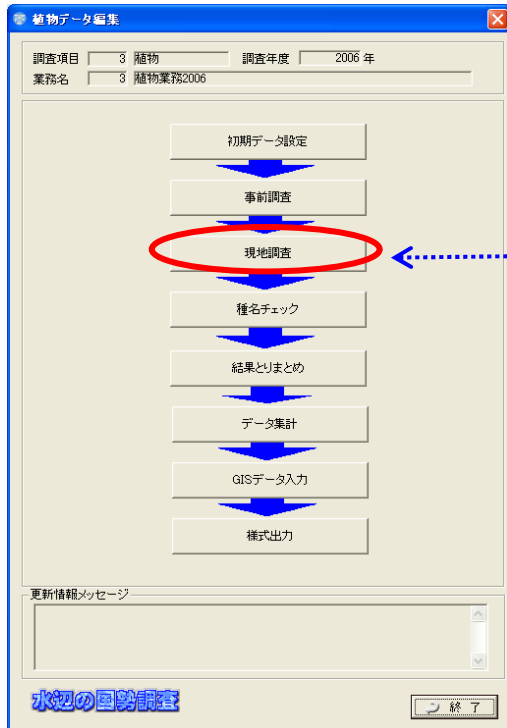 植物データ編集
調査項目 3 植物 調査年度 2006 年
業務名 3 植物業務2006
初期データ設定
事前調査
現地調査
種名チェック
結果とりまとめ
データ集計
GISデータ入力
様式出力
更新情報メッセージ
水辺の国勢調査
終 了